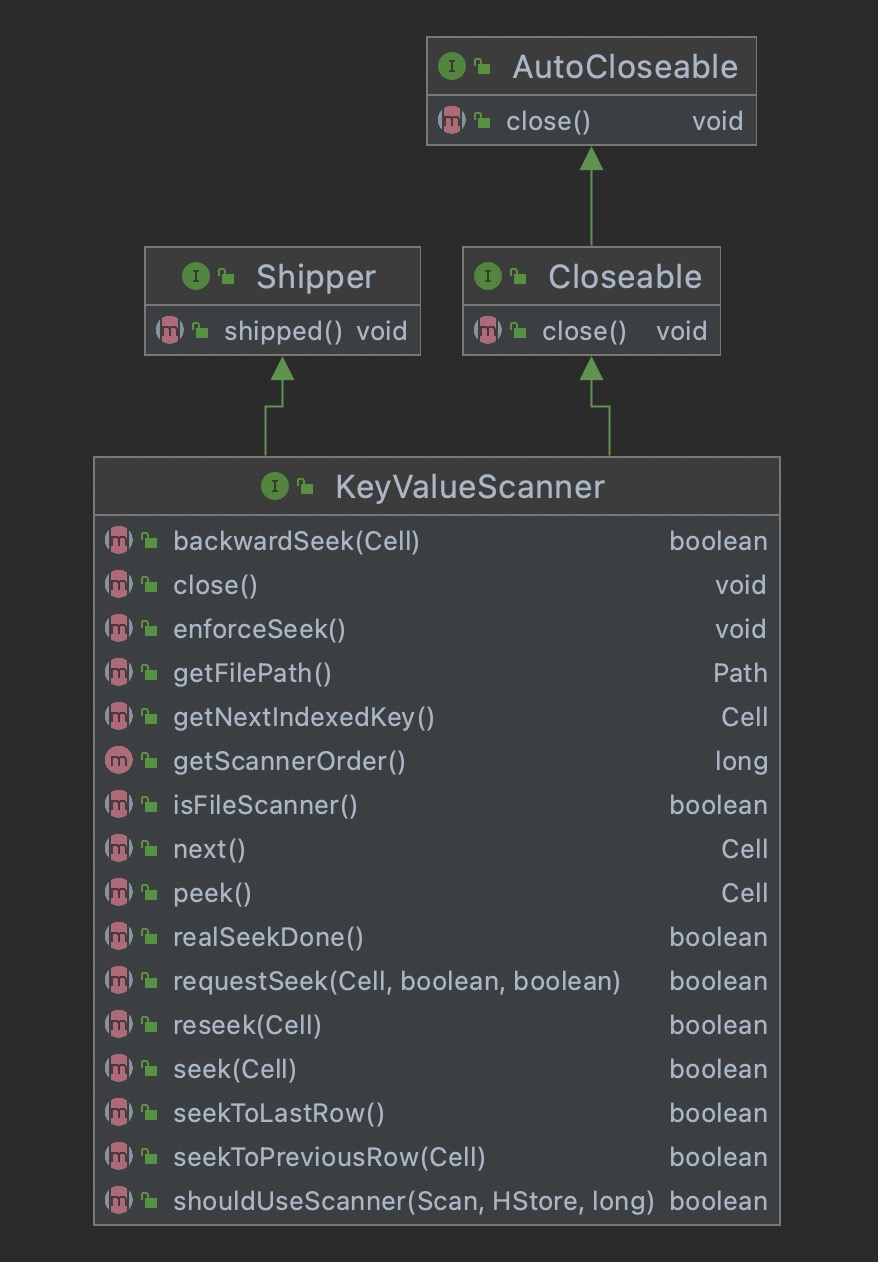 AutoCloseable
close() void
Shipper
shipped() void
Closeable
close() void
KeyValueScanner
backwardSeek(Cell) boolean
close() void
enforceSeek() void
getFilePath() Path
getNextIndexedKey() Cell
getScannerOrder() long
isFileScanner() boolean
next() Cell
peek() Cell
realSeekDone() boolean
requestSeek(Cell, boolean, boolean) boolean
reseek(Cell) boolean
seek(Cell) boolean
seekToLastRow() boolean
seekToPreviousRow(Cell) boolean
shouldUseScanner(Scan, HStore, long) boolean